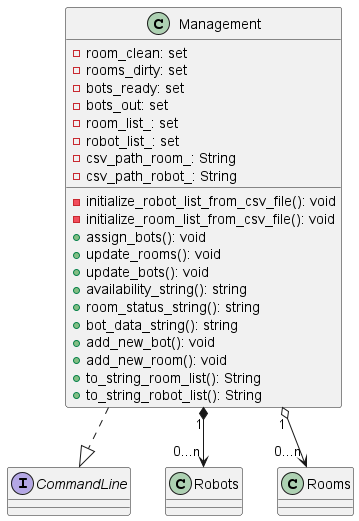 C Management
room_clean: set
rooms_dirty: set
bots_ready: set
bots_out: set
room_list_: set
robot_list_: set
csv_path_room_: String
csv_path_robot_: String
initialize_robot_list_from_csv_file(): void
initialize_room_list_from_csv_file(): void
assign_bots(): void
update_rooms(): void
update_bots(): void
availability_string(): string
room_status_string(): string
bot_data_string(): string
add_new_bot(): void
add_new_room(): void
to_string_room_list(): String
to_string_robot_list(): String
1 1
0...n 0...n
I CommandLine C Robots C Rooms